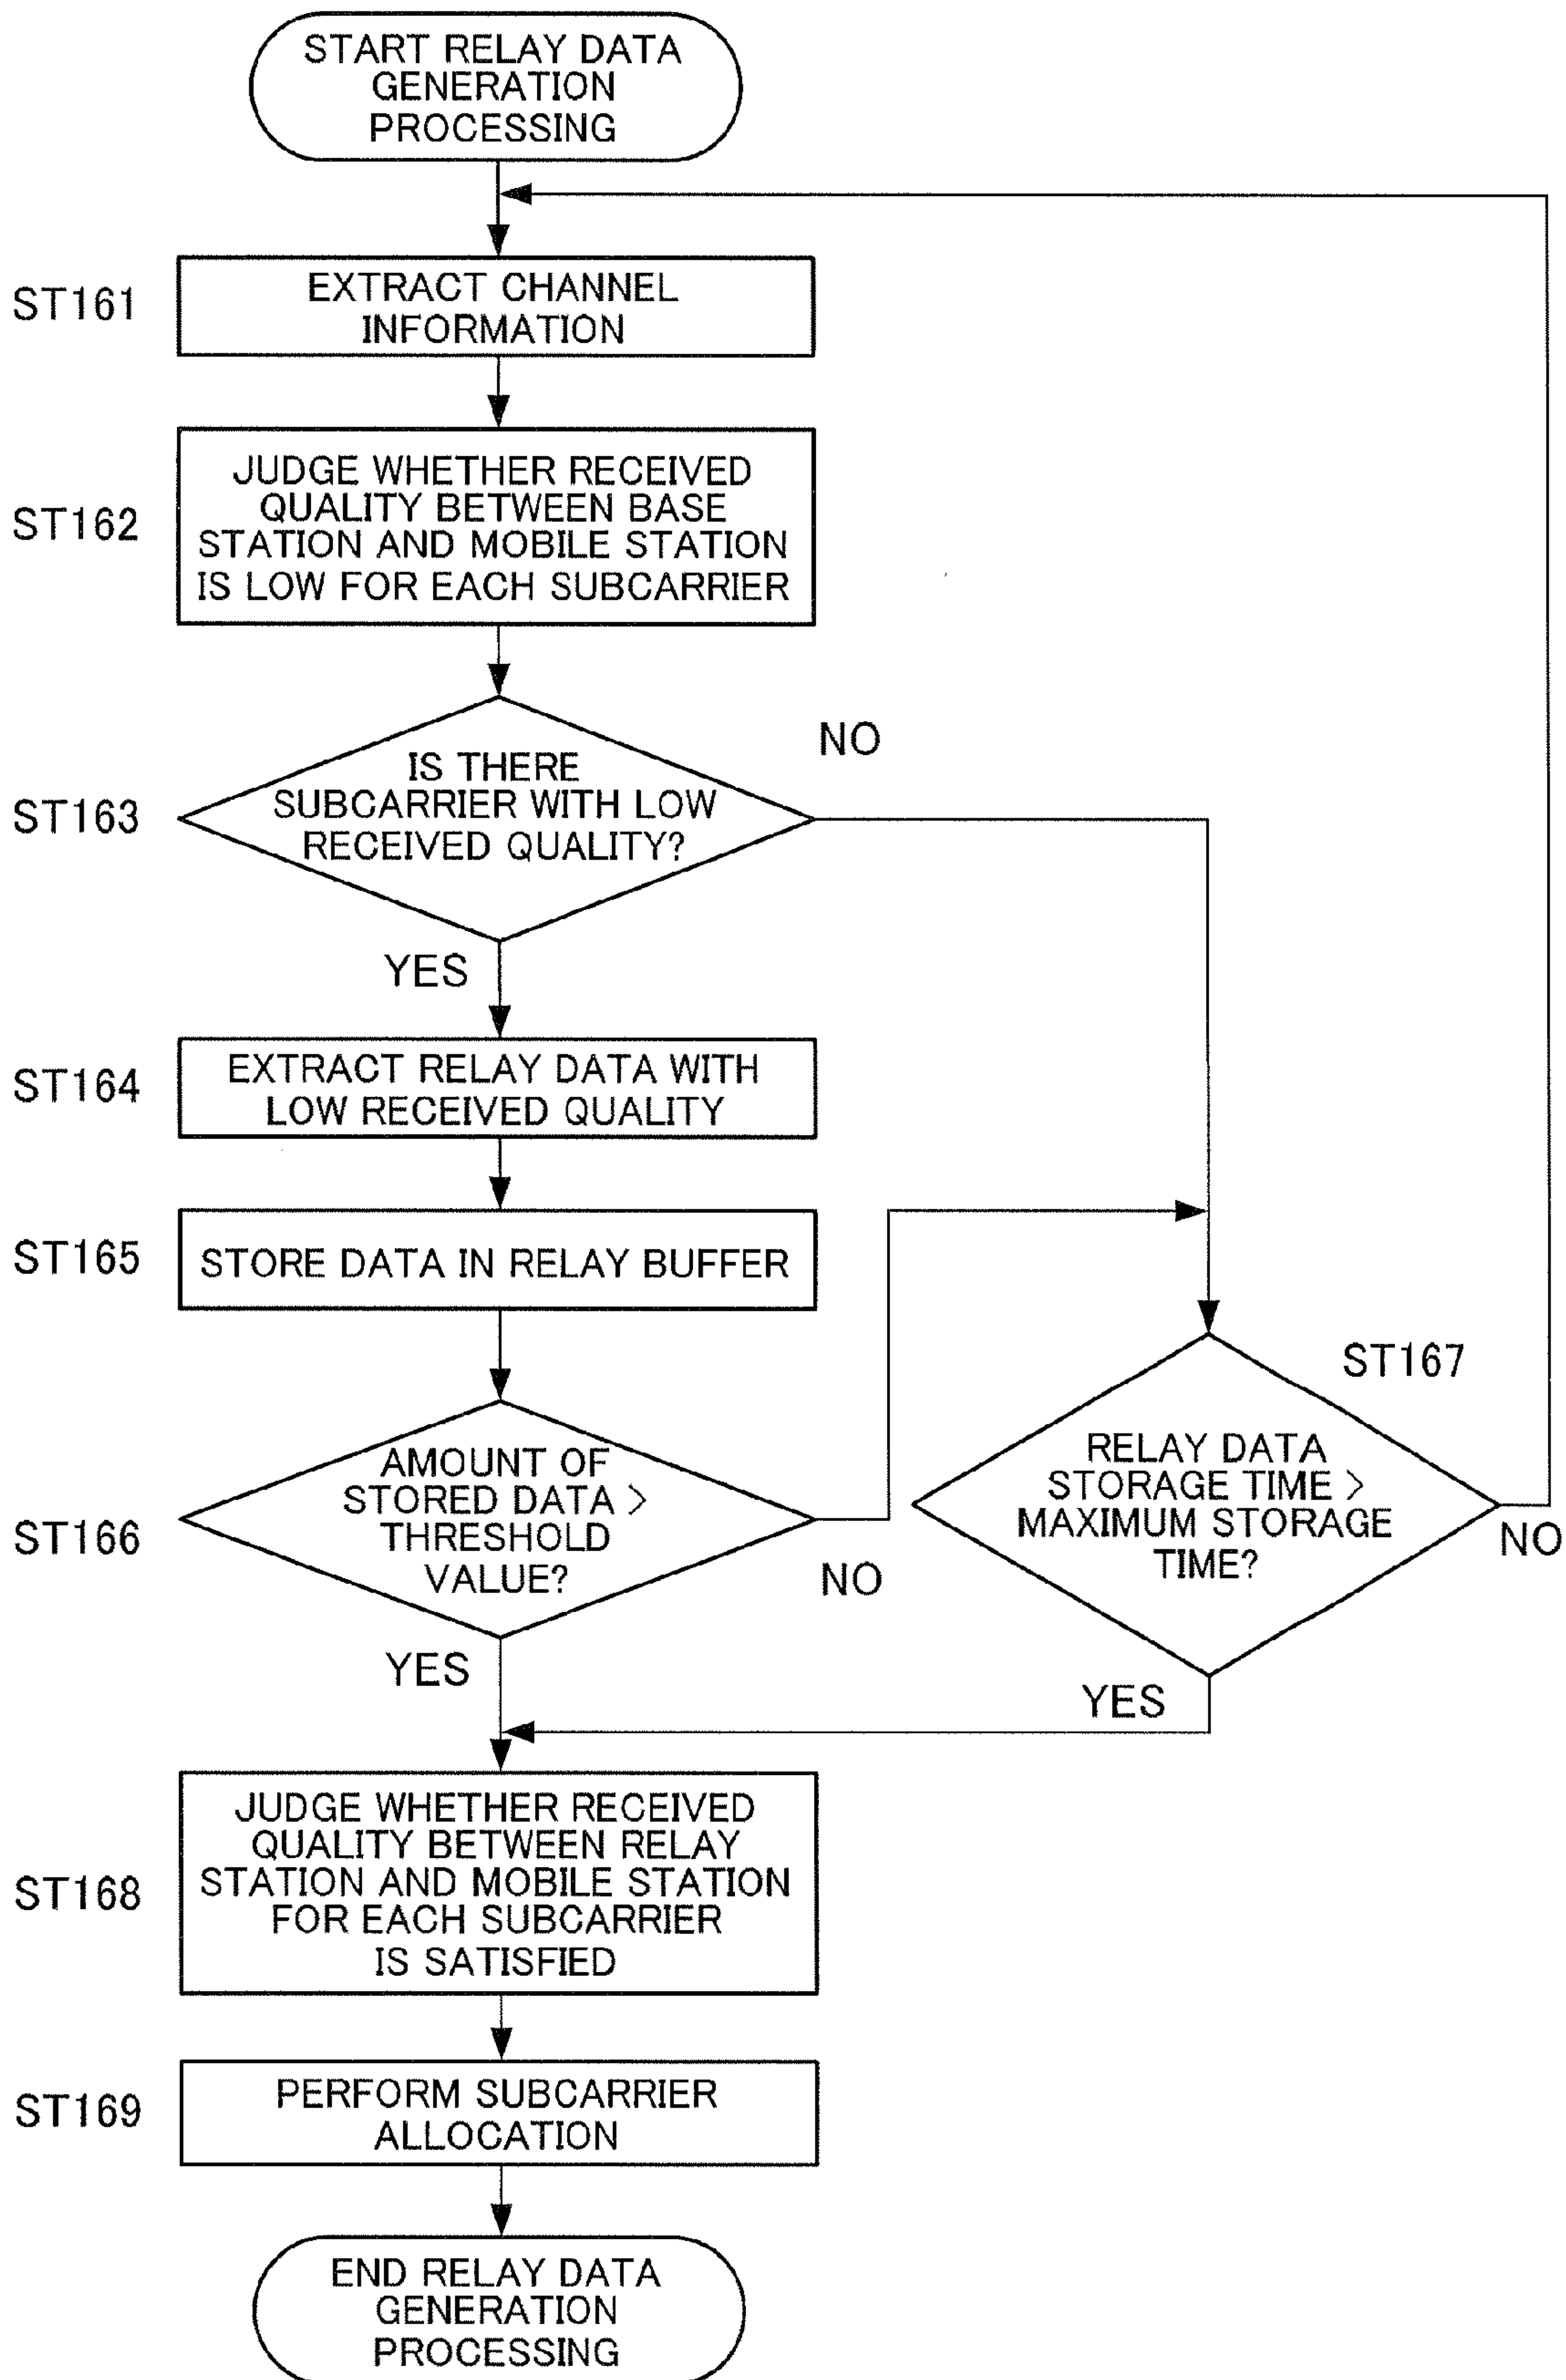 START RELAY DATA
GENERATION
PROCESSING
ST161
EXTRACT CHANNEL
INFORMATION
ST162
JUDGE WHETHER RECEIVED
QUALITY BETWEEN BASE
STATION AND MOBILE STATION
IS LOW FOR EACH SUBCARRIER
ST163
IS THERE
SUBCARRIER WITH LOW
RECEIVED QUALITY?
NO
YES
ST164
EXTRACT RELAY DATA WITH
LOW RECEIVED QUALITY
ST165
STORE DATA IN RELAY BUFFER
ST166
AMOUNT OF
STORED DATA >
THRESHOLD
VALUE?
NO
YES
ST167
RELAY DATA
STORAGE TIME >
MAXIMUM STORAGE
TIME?
NO
YES
ST168
JUDGE WHETHER RECEIVED
QUALITY BETWEEN RELAY
STATION AND MOBILE STATION
FOR EACH SUBCARRIER
IS SATISFIED
ST169
PERFORM SUBCARRIER
ALLOCATION
END RELAY DATA
GENERATION
PROCESSING